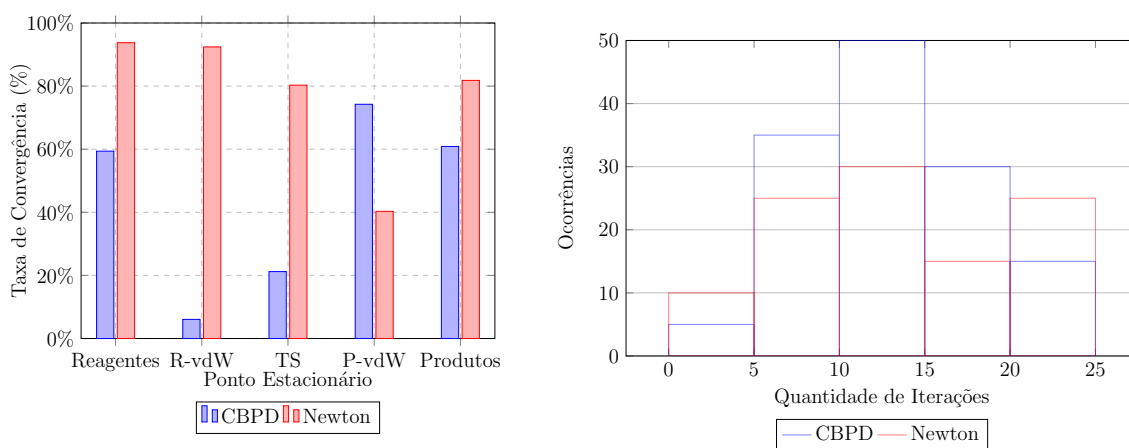 Taxa de Convergência (%)
100%
80%
60%
40%
20%
0%
Reagentes R-vdW TS P-vdW Produtos
Ponto Estacionário
CBPD Newton
Ocorrências
50
40
30
20
10
0
0 5 10 15 20 25
Quantidade de Iterações
CBPD Newton